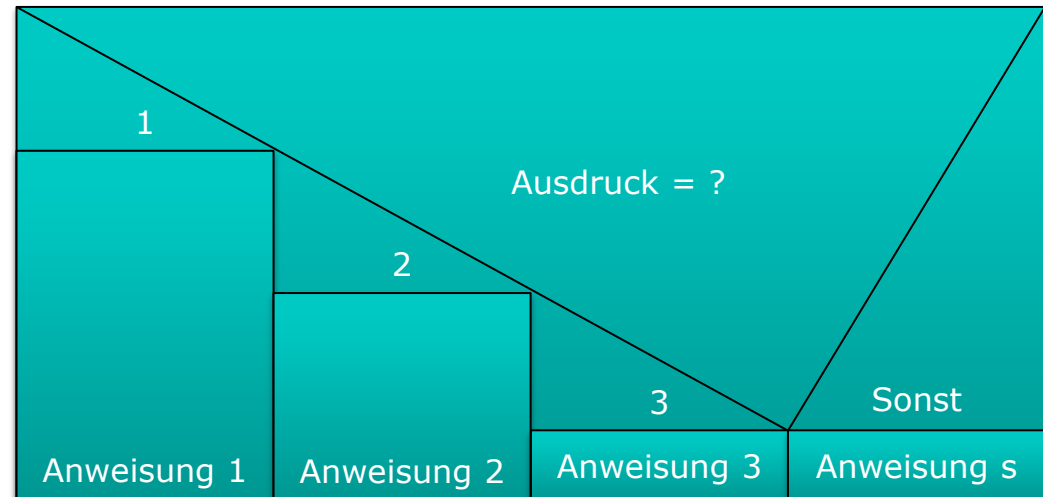 1
Ausdruck = ?
2
3
Sonst
Anweisung 1
Anweisung 2
Anweisung 3
Anweisung s